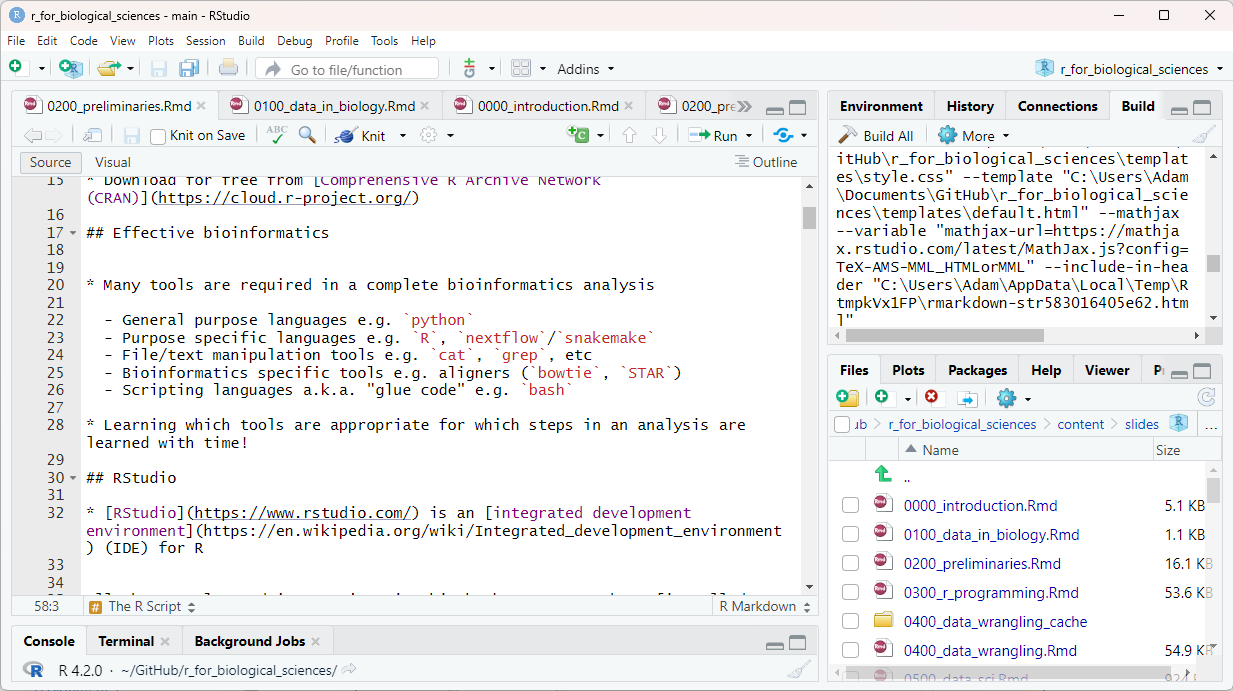 r_for_biological_sciences - main - RStudio
File Edit Code View Plots Session Build Debug Profile Tools Help
Go to file/function Addins r_for_biological_sciences
0200_preliminaries.Rmd 0100_data_in_biology.Rmd 0000_introduction.Rmd 0200_pre
Knit on Save ABC Knit Run
Source Visual Outline
15 * Download for free from [Comprehensive R Archive Network
(CRAN)](https://cloud.r-project.org/)
16
17 ## Effective bioinformatics
18
19
20 * Many tools are required in a complete bioinformatics analysis
21
22 - General purpose languages e.g. `python`
23 - Purpose specific languages e.g. `R`, `nextflow`/`snakemake`
24 - File/text manipulation tools e.g. `cat`, `grep`, etc
25 - Bioinformatics specific tools e.g. aligners (`bowtie`, `STAR`)
26 - Scripting languages a.k.a. "glue code" e.g. `bash`
27
28 * Learning which tools are appropriate for which steps in an analysis are
learned with time!
29
30 ## RStudio
31
32 * [RStudio](https://www.rstudio.com/) is an [integrated development
environment](https://en.wikipedia.org/wiki/Integrated_development_environment
) (IDE) for R
33
34
58:3 # The R Script R Markdown
Console Terminal Background Jobs
R R 4.2.0 · ~/GitHub/r_for_biological_sciences/
Environment History Connections Build
Build All More
itHub\r_for_biological_sciences\templat
es\style.css" --template "C:\Users\Adam
\Documents\GitHub\r_for_biological_scie
nces\templates\default.html" --mathjax
--variable "mathjax-url=https://mathja
x.rstudio.com/latest/MathJax.js?config=
TeX-AMS-MML_HTMLorMML" --include-in-hea
der "C:\Users\Adam\AppData\Local\Temp\R
tmpkVx1FP\rmarkdown-str583016405e62.htm
l"
Files Plots Packages Help Viewer P
ub r_for_biological_sciences content slides ...
Name Size
..
0000_introduction.Rmd 5.1 KB
0100_data_in_biology.Rmd 1.1 KB
0200_preliminaries.Rmd 16.1 KB
0300_r_programming.Rmd 53.6 KB
0400_data_wrangling_cache
0400_data_wrangling.Rmd 54.9 KB
0500_data_sci.Rmd